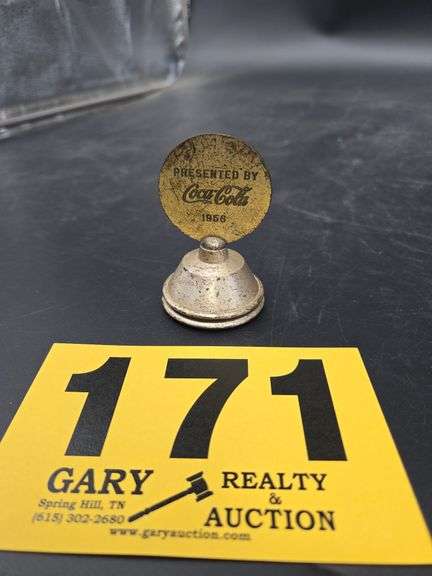 PRESENTED BY
Coca-Cola
1956
171
GARY REALTY & AUCTION
Spring Hill, TN
(615) 302-2680
www.garyauction.com